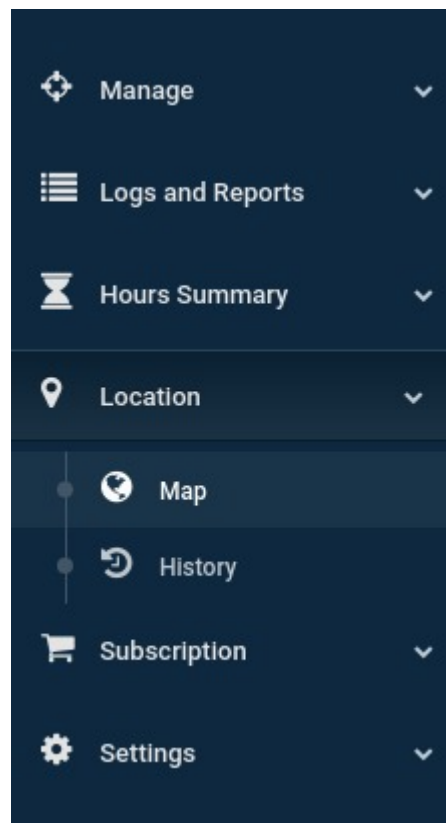 Manage
Logs and Reports
Hours Summary
Location
Map
History
Subscription
Settings